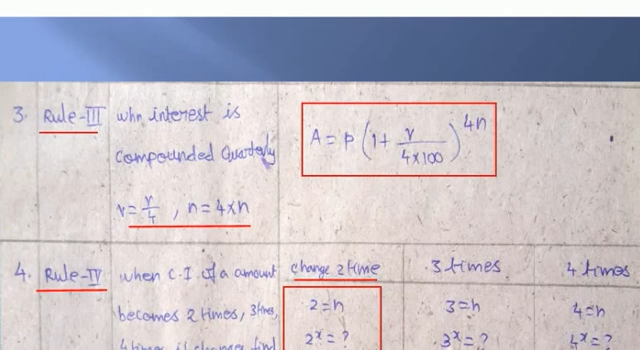 3. Rule-III whn interest is
compounded Quarterly
A = P (1 + r / 4×100)^4n
r = r/4 , n = 4×n
4. Rule-IV when C.I of a amount change 2 time 3 times 4 times
becomes 2 times, 3 times, 2=n 3=n 4=n
2^x = ? 3^x = ? 4^x = ?